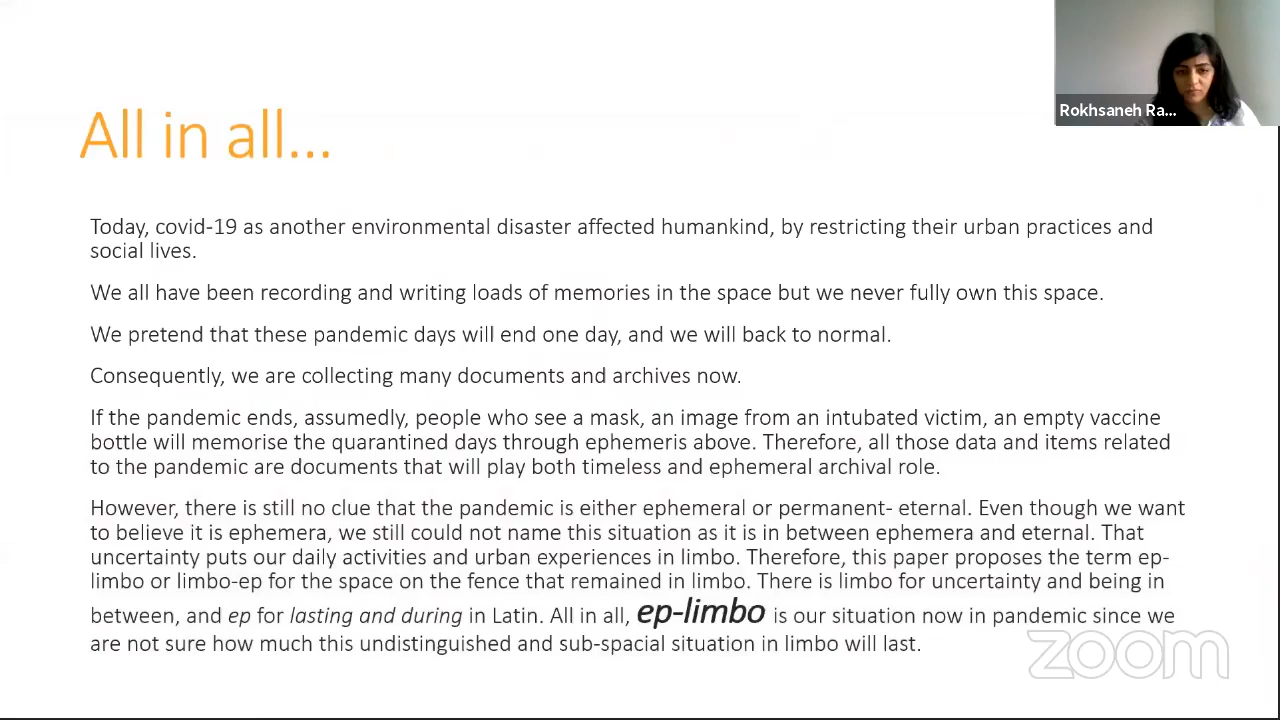 Rokhsaneh Ra...
All in all...
Today, covid-19 as another environmental disaster affected humankind, by restricting their urban practices and
social lives.
We all have been recording and writing loads of memories in the space but we never fully own this space.
We pretend that these pandemic days will end one day, and we will back to normal.
Consequently, we are collecting many documents and archives now.
If the pandemic ends, assumedly, people who see a mask, an image from an intubated victim, an empty vaccine
bottle will memorise the quarantined days through ephemeris above. Therefore, all those data and items related
to the pandemic are documents that will play both timeless and ephemeral archival role.
However, there is still no clue that the pandemic is either ephemeral or permanent- eternal. Even though we want
to believe it is ephemera, we still could not name this situation as it is in between ephemera and eternal. That
uncertainty puts our daily activities and urban experiences in limbo. Therefore, this paper proposes the term ep-
limbo or limbo-ep for the space on the fence that remained in limbo. There is limbo for uncertainty and being in
between, and ep for lasting and during in Latin. All in all, ep-limbo is our situation now in pandemic since we
are not sure how much this undistinguished and sub-spacial situation in limbo will last.
zoom